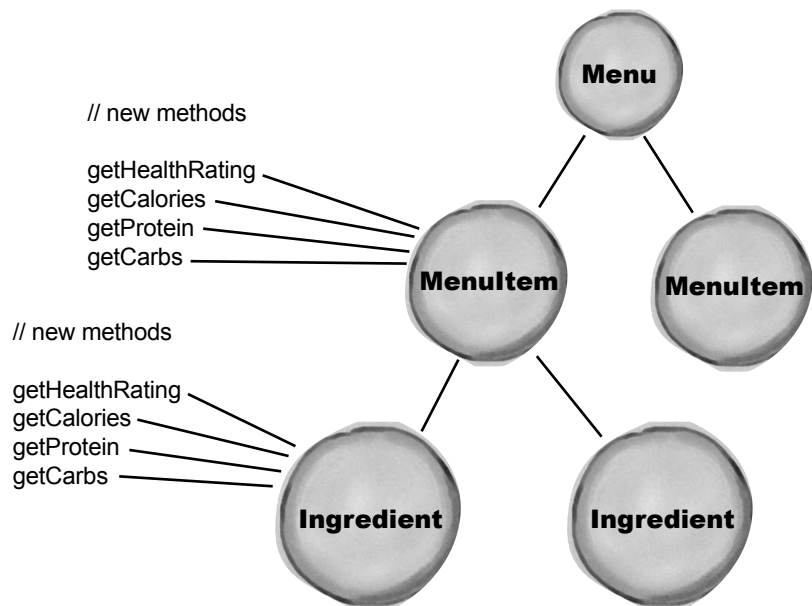 Menu
// new methods
getHealthRating
getCalories
getProtein
getCarbs
MenuItem
MenuItem
// new methods
getHealthRating
getCalories
getProtein
getCarbs
Ingredient
Ingredient